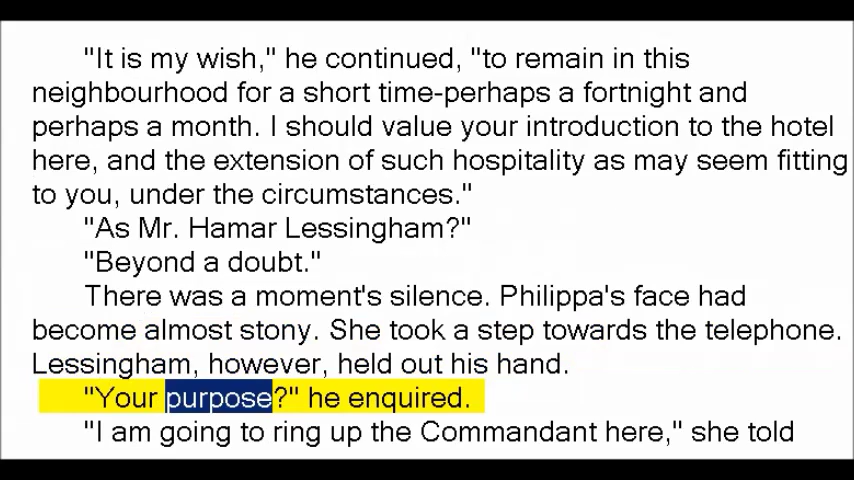 "It is my wish," he continued, "to remain in this
neighbourhood for a short time-perhaps a fortnight and
perhaps a month. I should value your introduction to the hotel
here, and the extension of such hospitality as may seem fitting
to you, under the circumstances."
"As Mr. Hamar Lessingham?"
"Beyond a doubt."
There was a moment's silence. Philippa's face had
become almost stony. She took a step towards the telephone.
Lessingham, however, held out his hand.
"Your purpose?" he enquired.
"I am going to ring up the Commandant here," she told